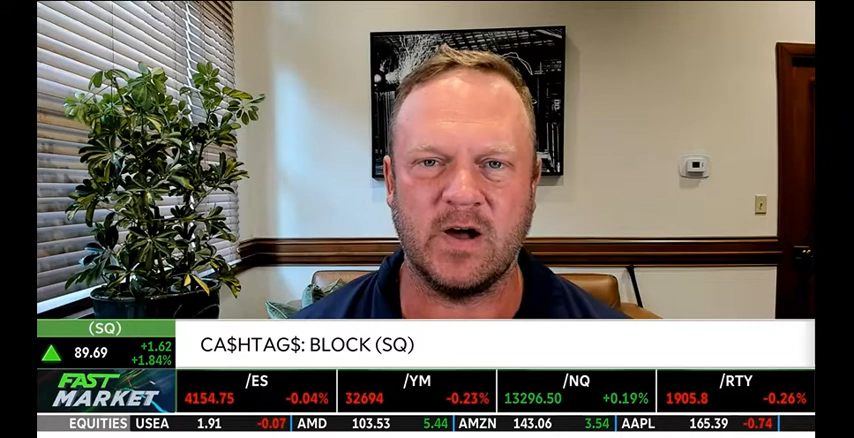 (SQ)
89.69
+1.62
+1.84%
CA$HTAG$: BLOCK (SQ)
FAST
MARKET
/ES
4154.75 -0.04%
/YM
32694 -0.23%
/NQ
13296.50 +0.19%
/RTY
1905.8 -0.26%
EQUITIES USEA 1.91 -0.07 AMD 103.53 5.44 AMZN 143.06 3.54 AAPL 165.39 -0.74